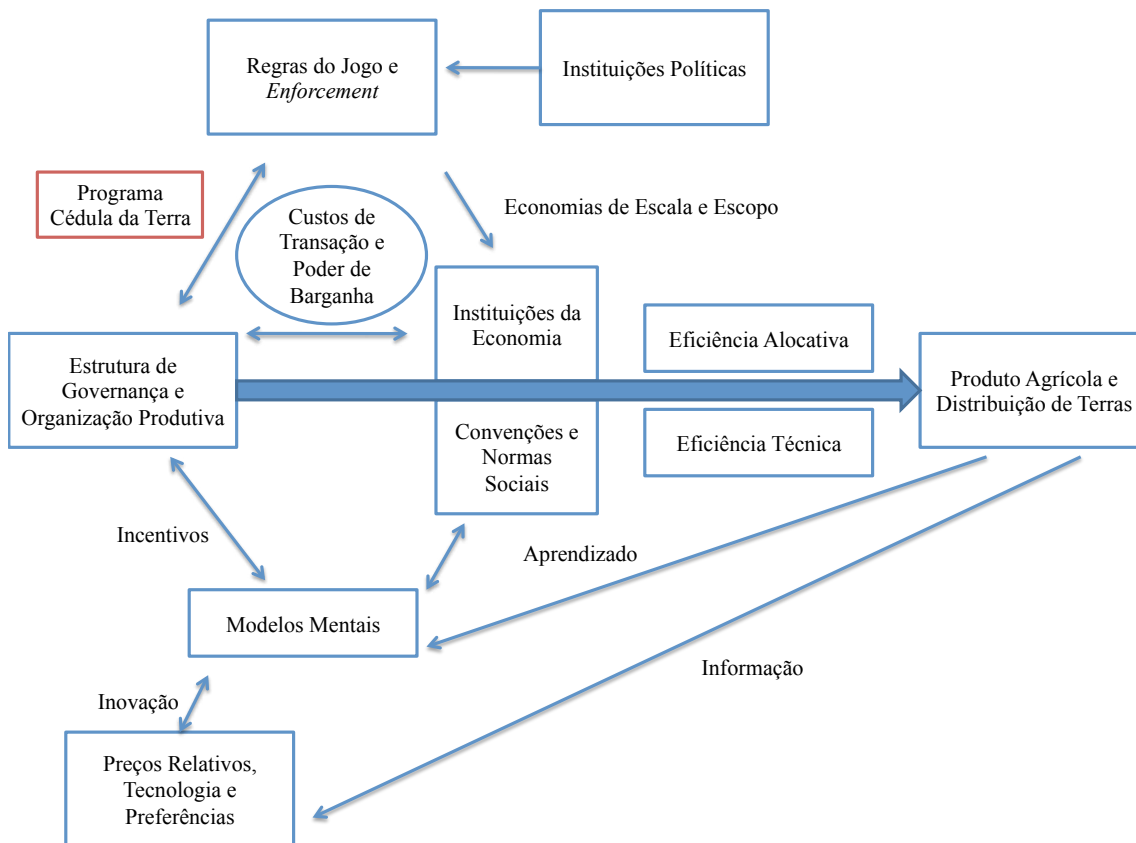 Regras do Jogo e
Enforcement
Instituições Políticas
Programa
Cédula da Terra
Custos de
Transação e
Poder de
Barganha
Economias de Escala e Escopo
Instituições da
Economia
Eficiência Alocativa
Estrutura de
Governança e
Organização Produtiva
Produto Agrícola e
Distribuição de Terras
Convenções e
Normas
Sociais
Eficiência Técnica
Incentivos
Aprendizado
Modelos Mentais
Informação
Inovação
Preços Relativos,
Tecnologia e
Preferências